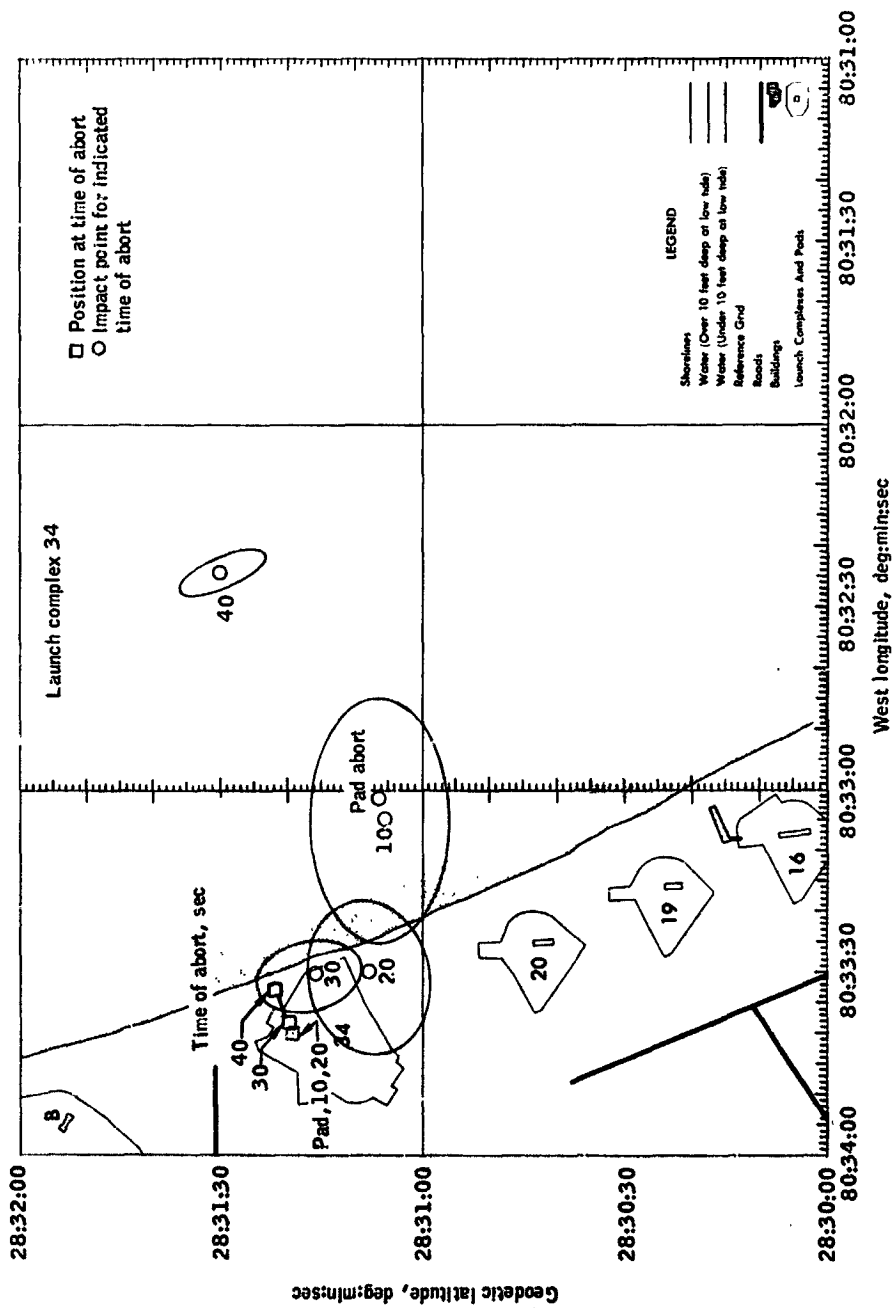 Launch complex 34
□ Position at time of abort
○ Impact point for indicated
time of abort
Time of abort, sec
40
30
Pad,10,20
34
30
20
10
Pad abort
40
B
20
19
16
LEGEND
Shorelines
Water (Over 10 feet deep at low tide)
Water (Under 10 feet deep at low tide)
Reference Grid
Roads
Buildings
Launch Complexes And Pads
28:32:00
28:31:30
28:31:00
28:30:30
28:30:00
Geodetic latitude, deg:min:sec
80:34:00
80:33:30
80:33:00
80:32:30
80:32:00
80:31:30
80:31:00
West longitude, deg:min:sec